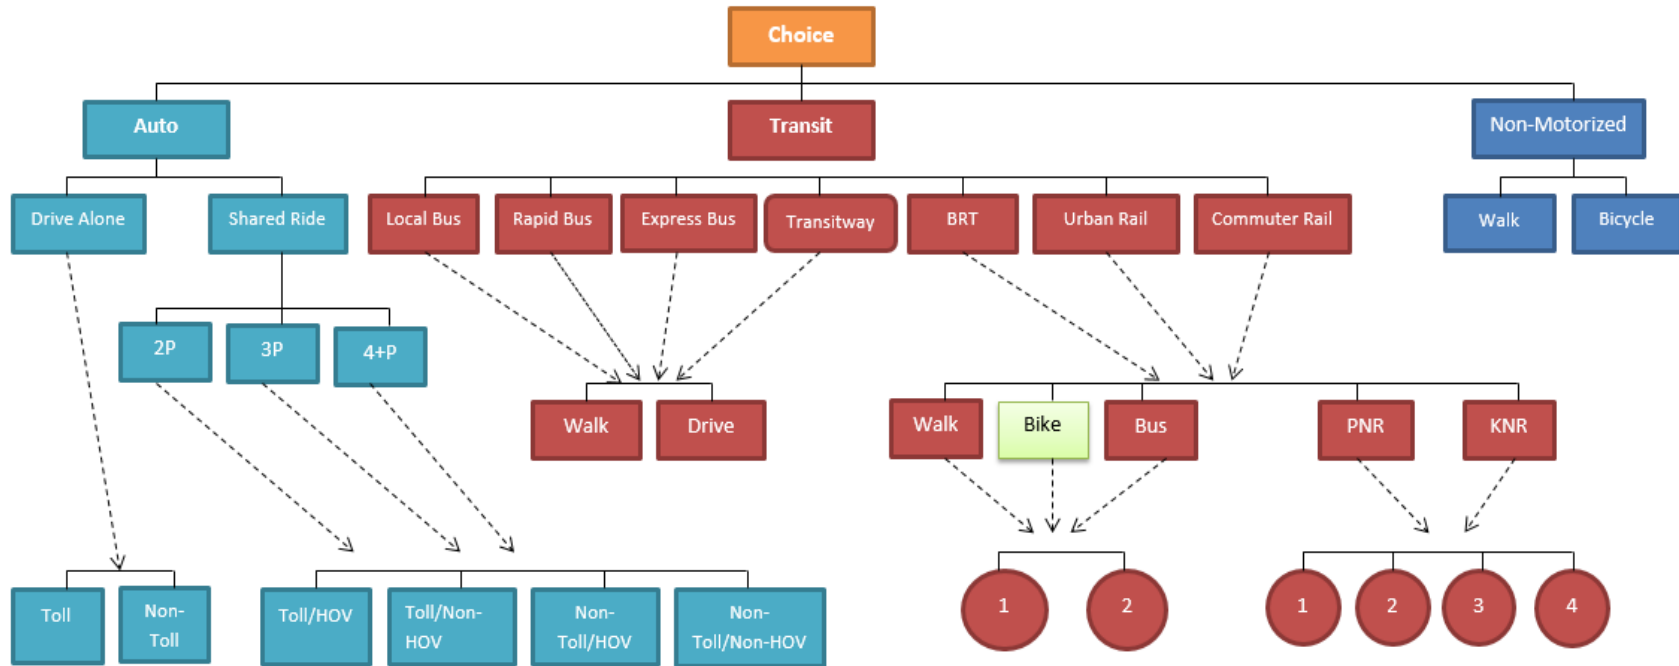 Choice
Auto
Transit
Non-Motorized
Drive Alone
Shared Ride
Local Bus
Rapid Bus
Express Bus
Transitway
BRT
Urban Rail
Commuter Rail
Walk
Bicycle
2P
3P
4+P
Walk
Drive
Walk
Bike
Bus
PNR
KNR
Toll
Non-
Toll
Toll/HOV
Toll/Non-
HOV
Non-
Toll/HOV
Non-
Toll/Non-HOV
1
2
1
2
3
4